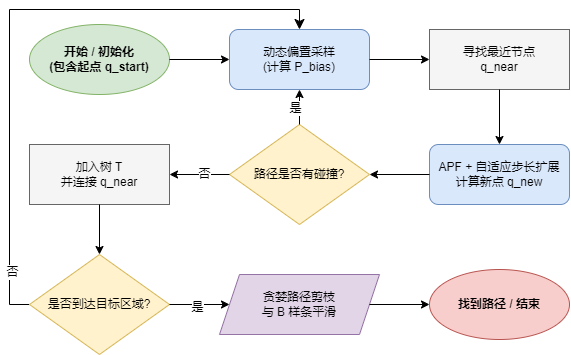 开始 / 初始化
(包含起点 q_start)
动态偏置采样
(计算 P_bias)
寻找最近节点
q_near
是
加入树 T
并连接 q_near
否
路径是否有碰撞?
APF + 自适应步长扩展
计算新点 q_new
否
是否到达目标区域?
是
贪婪路径剪枝
与 B 样条平滑
找到路径 / 结束